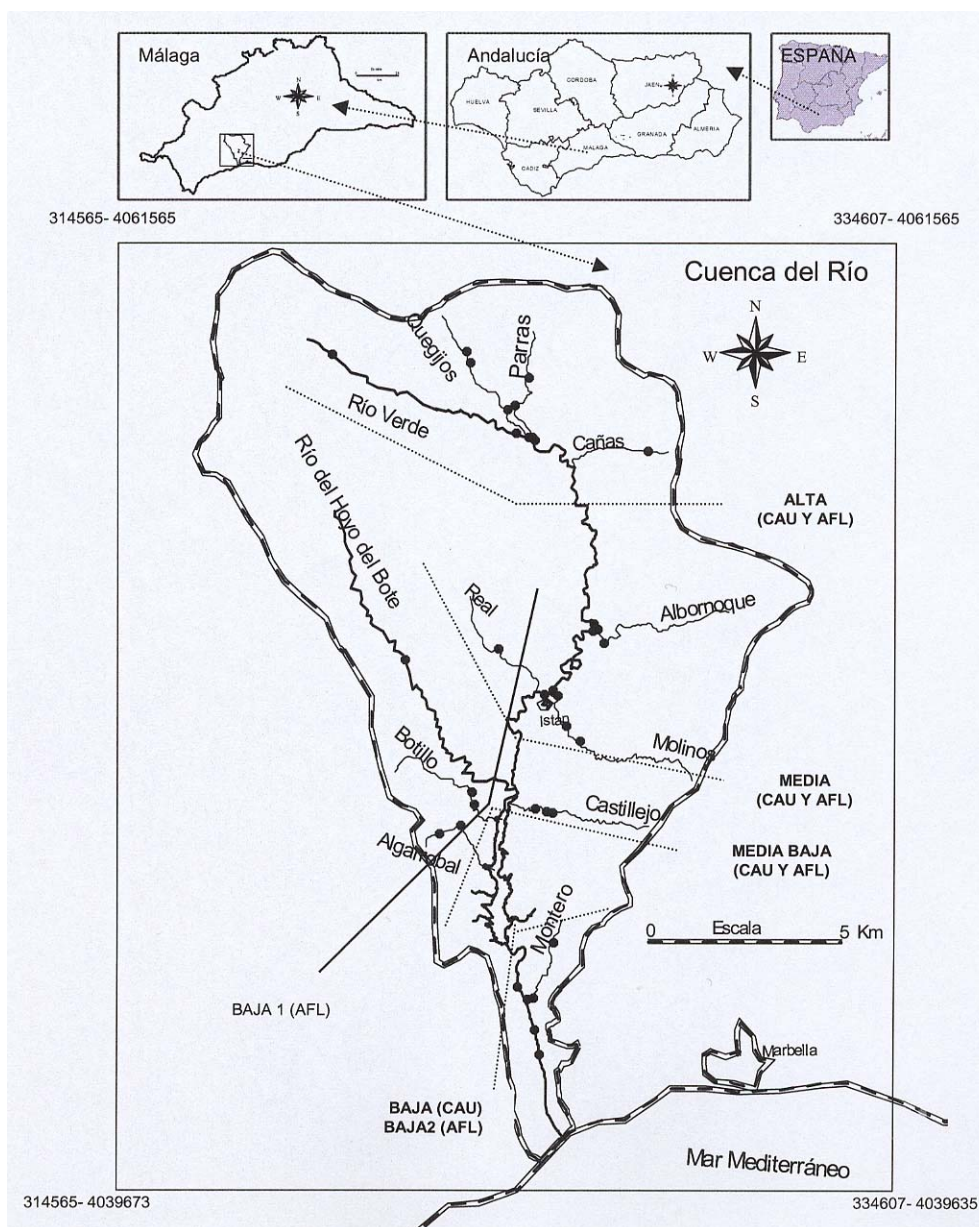 Málaga
N
W E
S
Andalucía
HUELVA
SEVILLA
CORDOBA
JAEN
CADIZ
MALAGA
GRANADA
ALMERIA
ESPAÑA
314565- 4061565
334607- 4061565
Cuenca del Río
N
W E
S
Quegijos
Parras
Río Verde
Cañas
Río del Hoyo del Bote
ALTA
(CAU Y AFL)
Real
Albornoque
Istán
Molinos
Botillo
MEDIA
(CAU Y AFL)
Castillejo
Algarrobal
MEDIA BAJA
(CAU Y AFL)
Montero
0 Escala 5 Km
BAJA 1 (AFL)
Marbella
BAJA (CAU)
BAJA2 (AFL)
Mar Mediterráneo
314565- 4039673
334607- 4039635